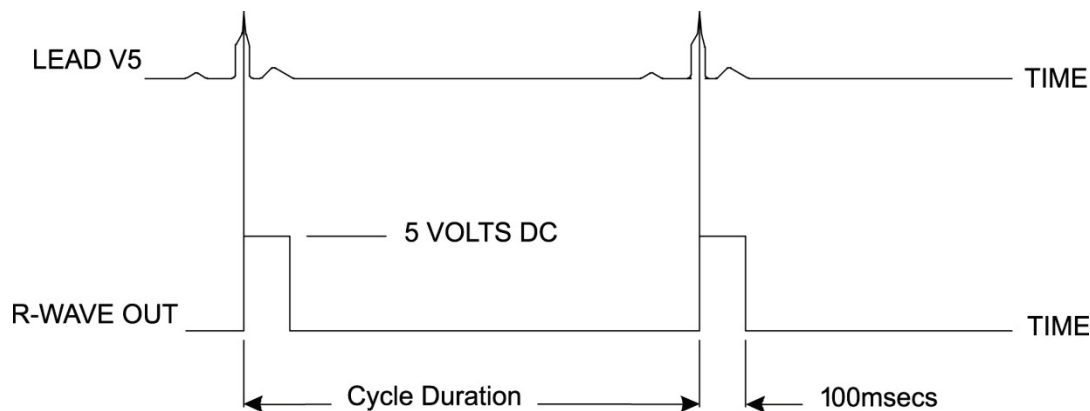 LEAD V5
TIME
5 VOLTS DC
R-WAVE OUT
TIME
Cycle Duration
100msecs